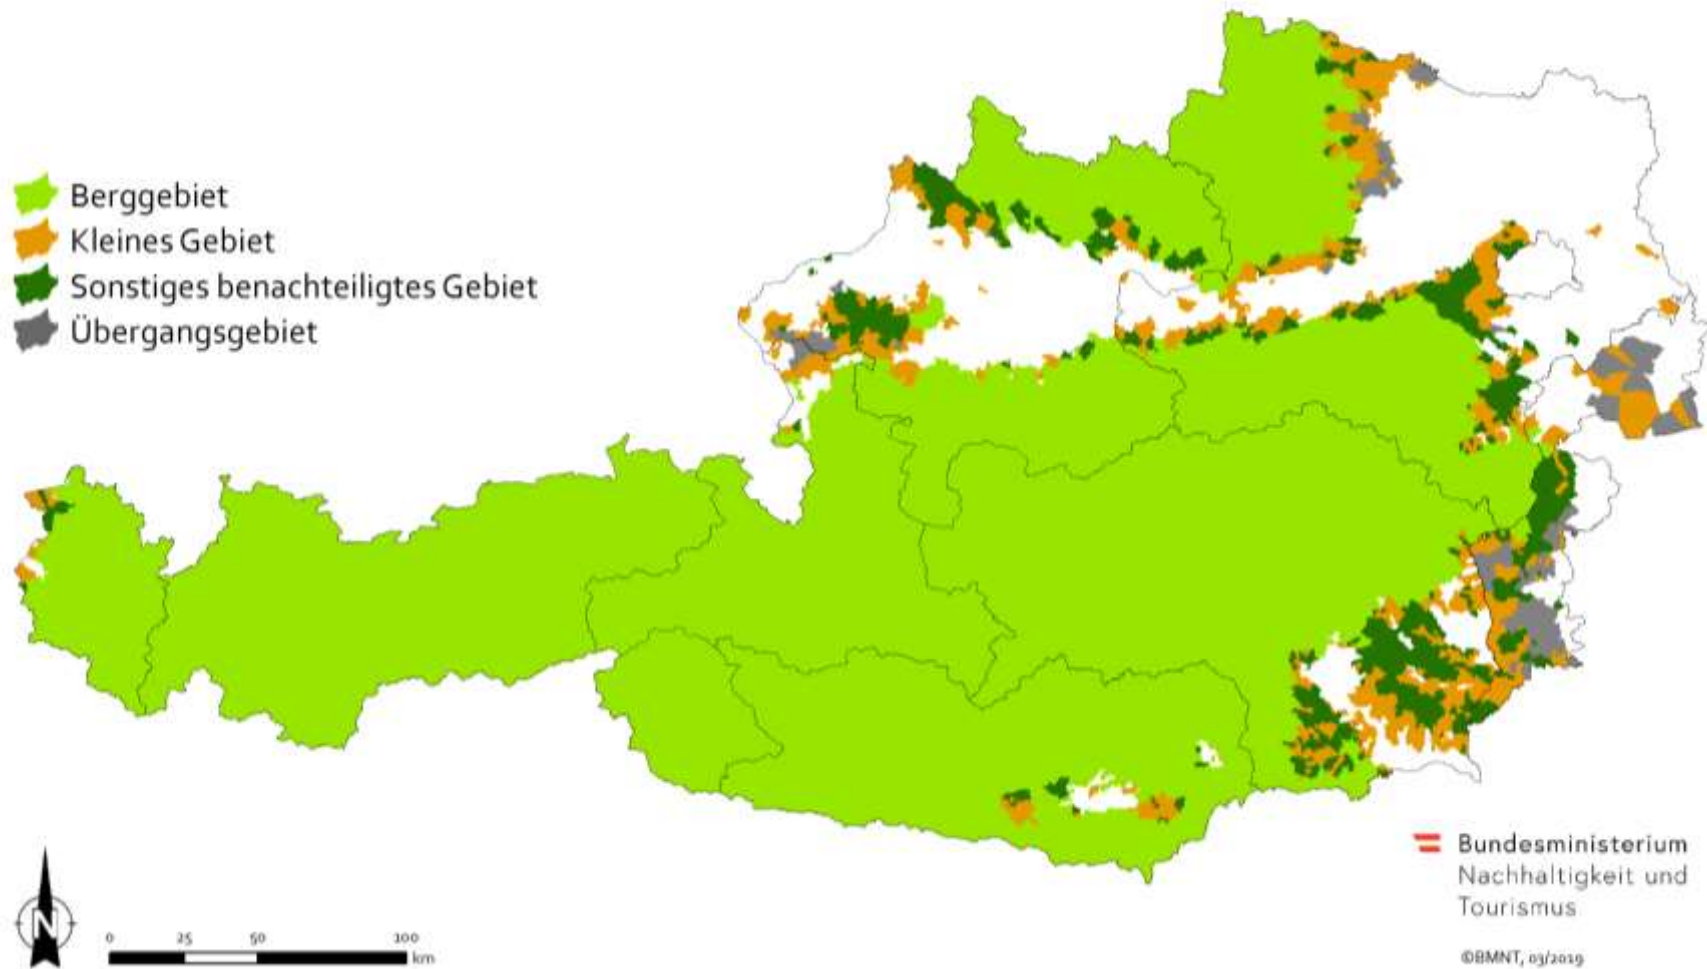 Berggebiet
Kleines Gebiet
Sonstiges benachteiligtes Gebiet
Übergangsgebiet
N
0 25 50 100
km
Bundesministerium
Nachhaltigkeit und
Tourismus
©BMNT, 03/2019